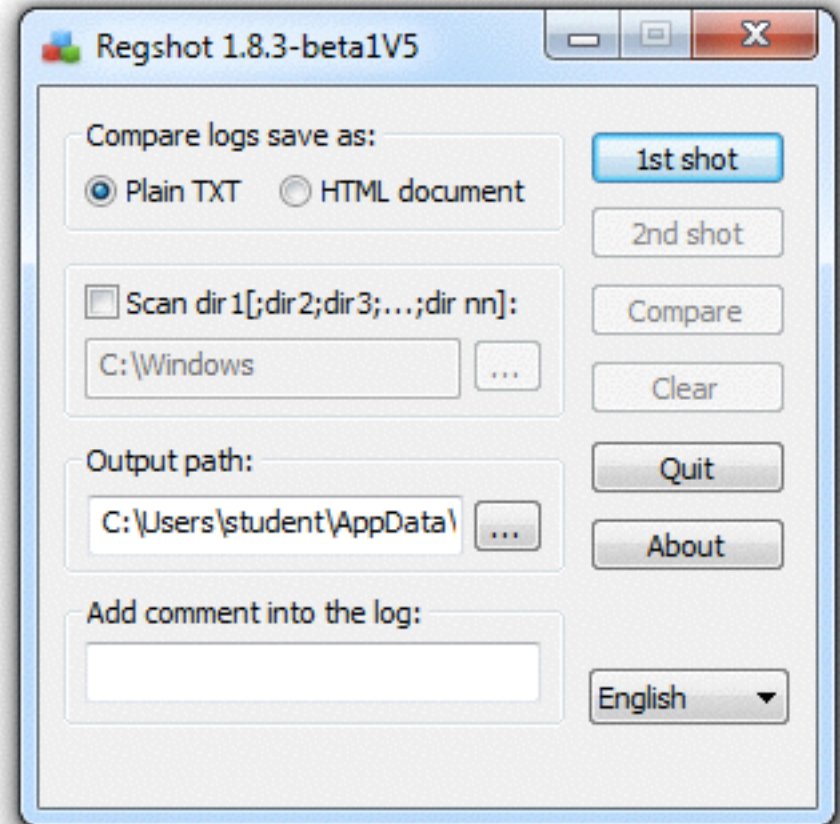 Regshot 1.8.3-beta1V5
Compare logs save as:
Plain TXT
HTML document
1st shot
2nd shot
Scan dir1[;dir2;dir3;...;dir nn]:
C:\Windows
...
Compare
Clear
Output path:
C:\Users\student\AppData\
...
Quit
About
Add comment into the log:
English